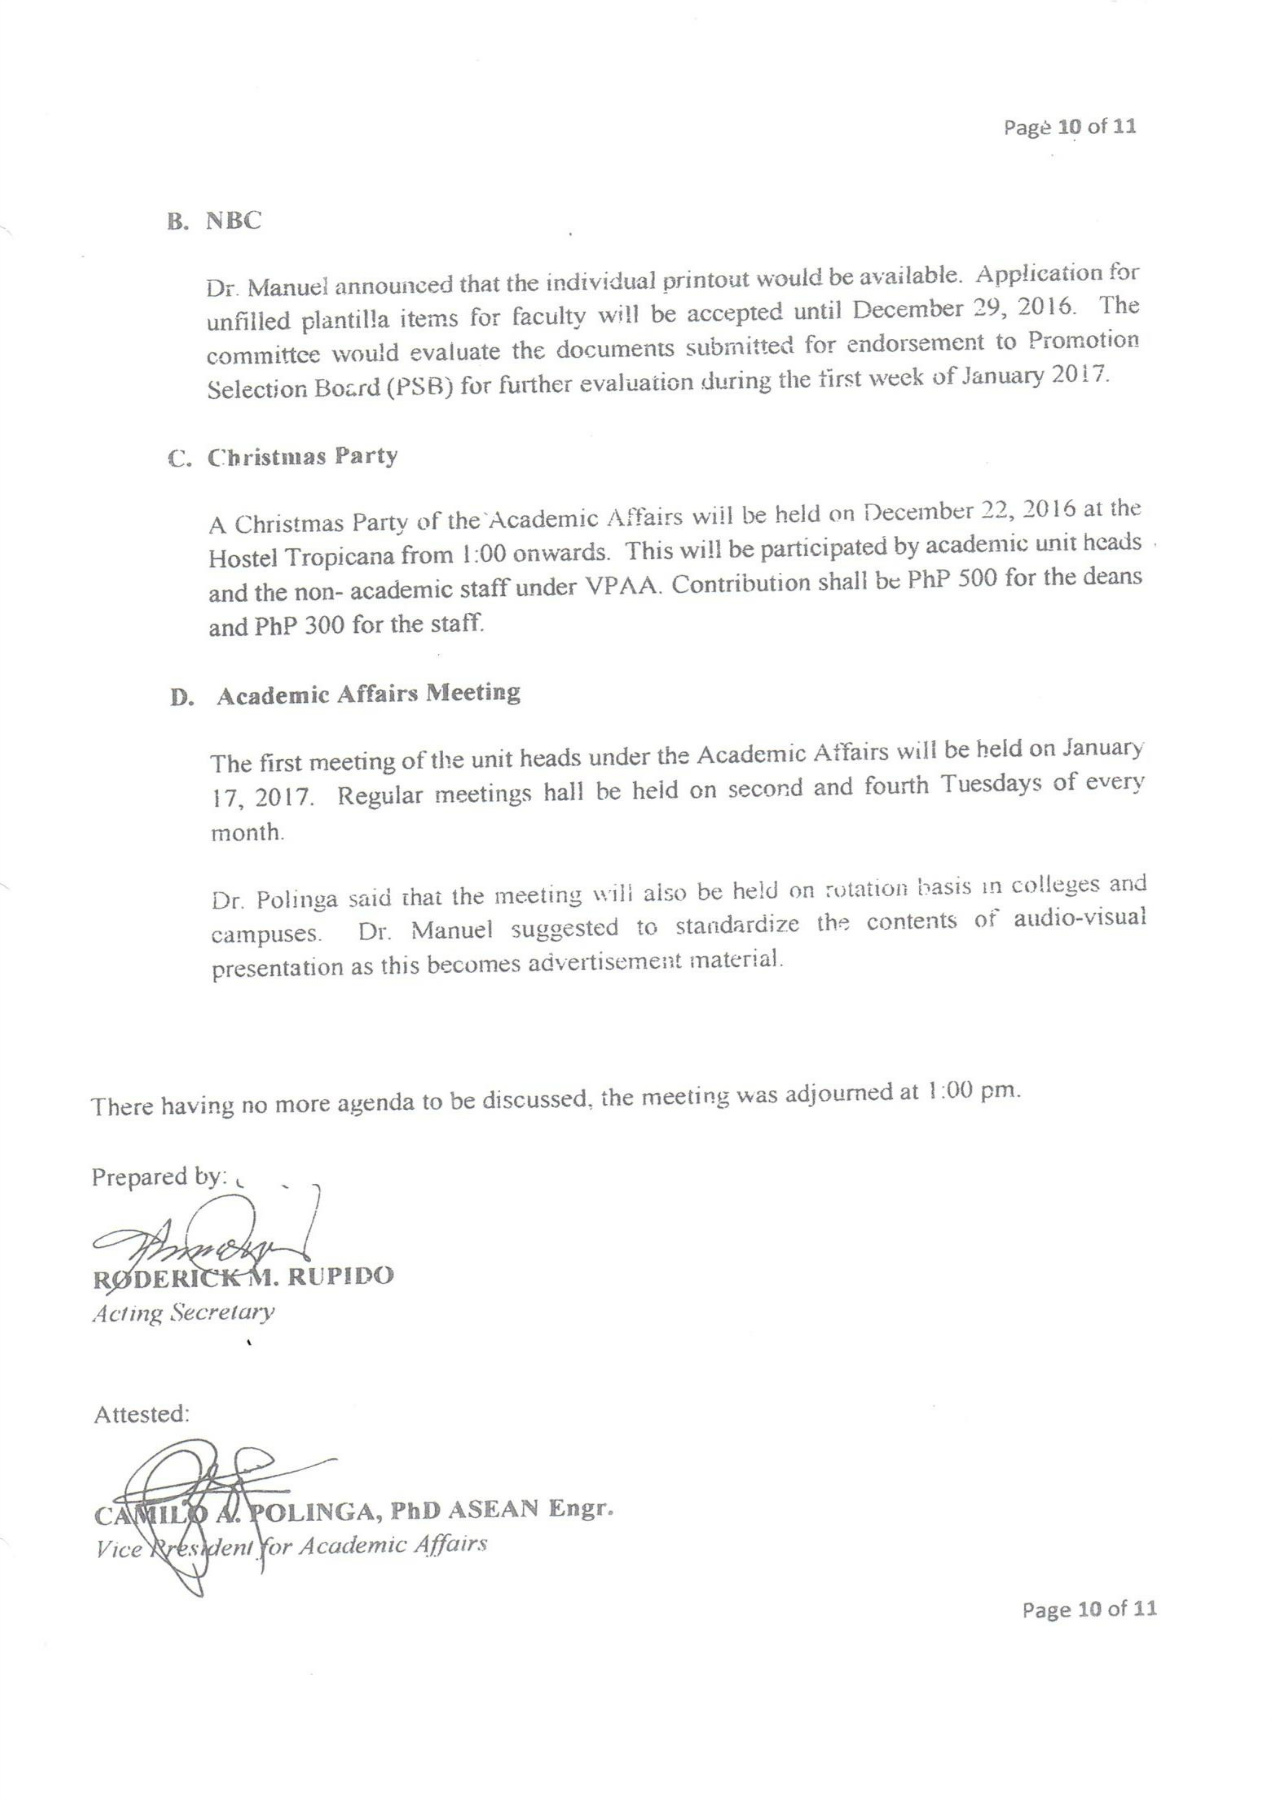 Page 10 of 11
B. NBC
Dr. Manuel announced that the individual printout would be available. Application for
unfilled plantilla items for faculty will be accepted until December 29, 2016. The
committee would evaluate the documents submitted for endorsement to Promotion
Selection Board (PSB) for further evaluation during the first week of January 2017.
C. Christmas Party
A Christmas Party of the Academic Affairs will be held on December 22, 2016 at the
Hostel Tropicana from 1:00 onwards. This will be participated by academic unit heads
and the non- academic staff under VPAA. Contribution shall be PhP 500 for the deans
and PhP 300 for the staff.
D. Academic Affairs Meeting
The first meeting of the unit heads under the Academic Affairs will be held on January
17, 2017. Regular meetings hall be held on second and fourth Tuesdays of every
month.
Dr. Polinga said that the meeting will also be held on rotation basis in colleges and
campuses. Dr. Manuel suggested to standardize the contents of audio-visual
presentation as this becomes advertisement material.
There having no more agenda to be discussed, the meeting was adjourned at 1:00 pm.
Prepared by:
RODERICK M. RUPIDO
Acting Secretary
Attested:
CAMILO A. POLINGA, PhD ASEAN Engr.
Vice President for Academic Affairs
Page 10 of 11